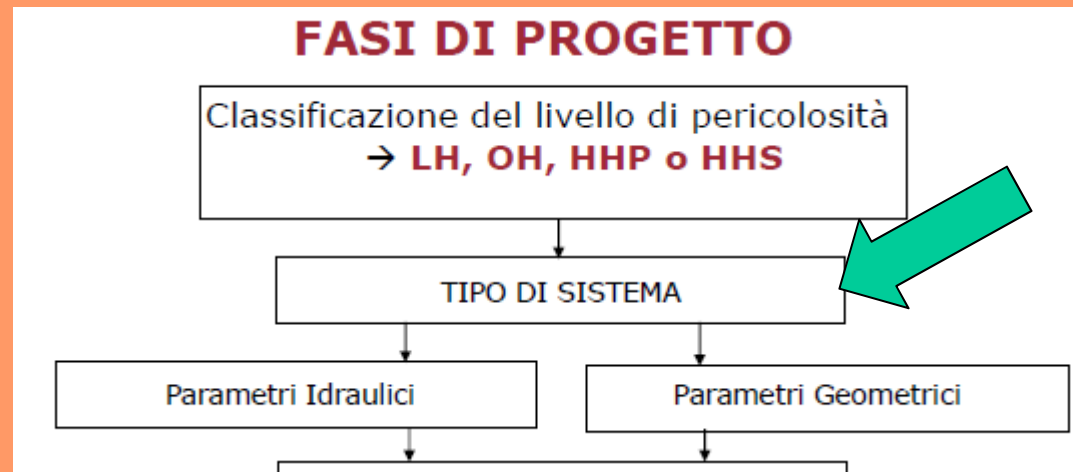 FASI DI PROGETTO
Classificazione del livello di pericolosità
→ LH, OH, HHP o HHS
TIPO DI SISTEMA
Parametri Idraulici
Parametri Geometrici